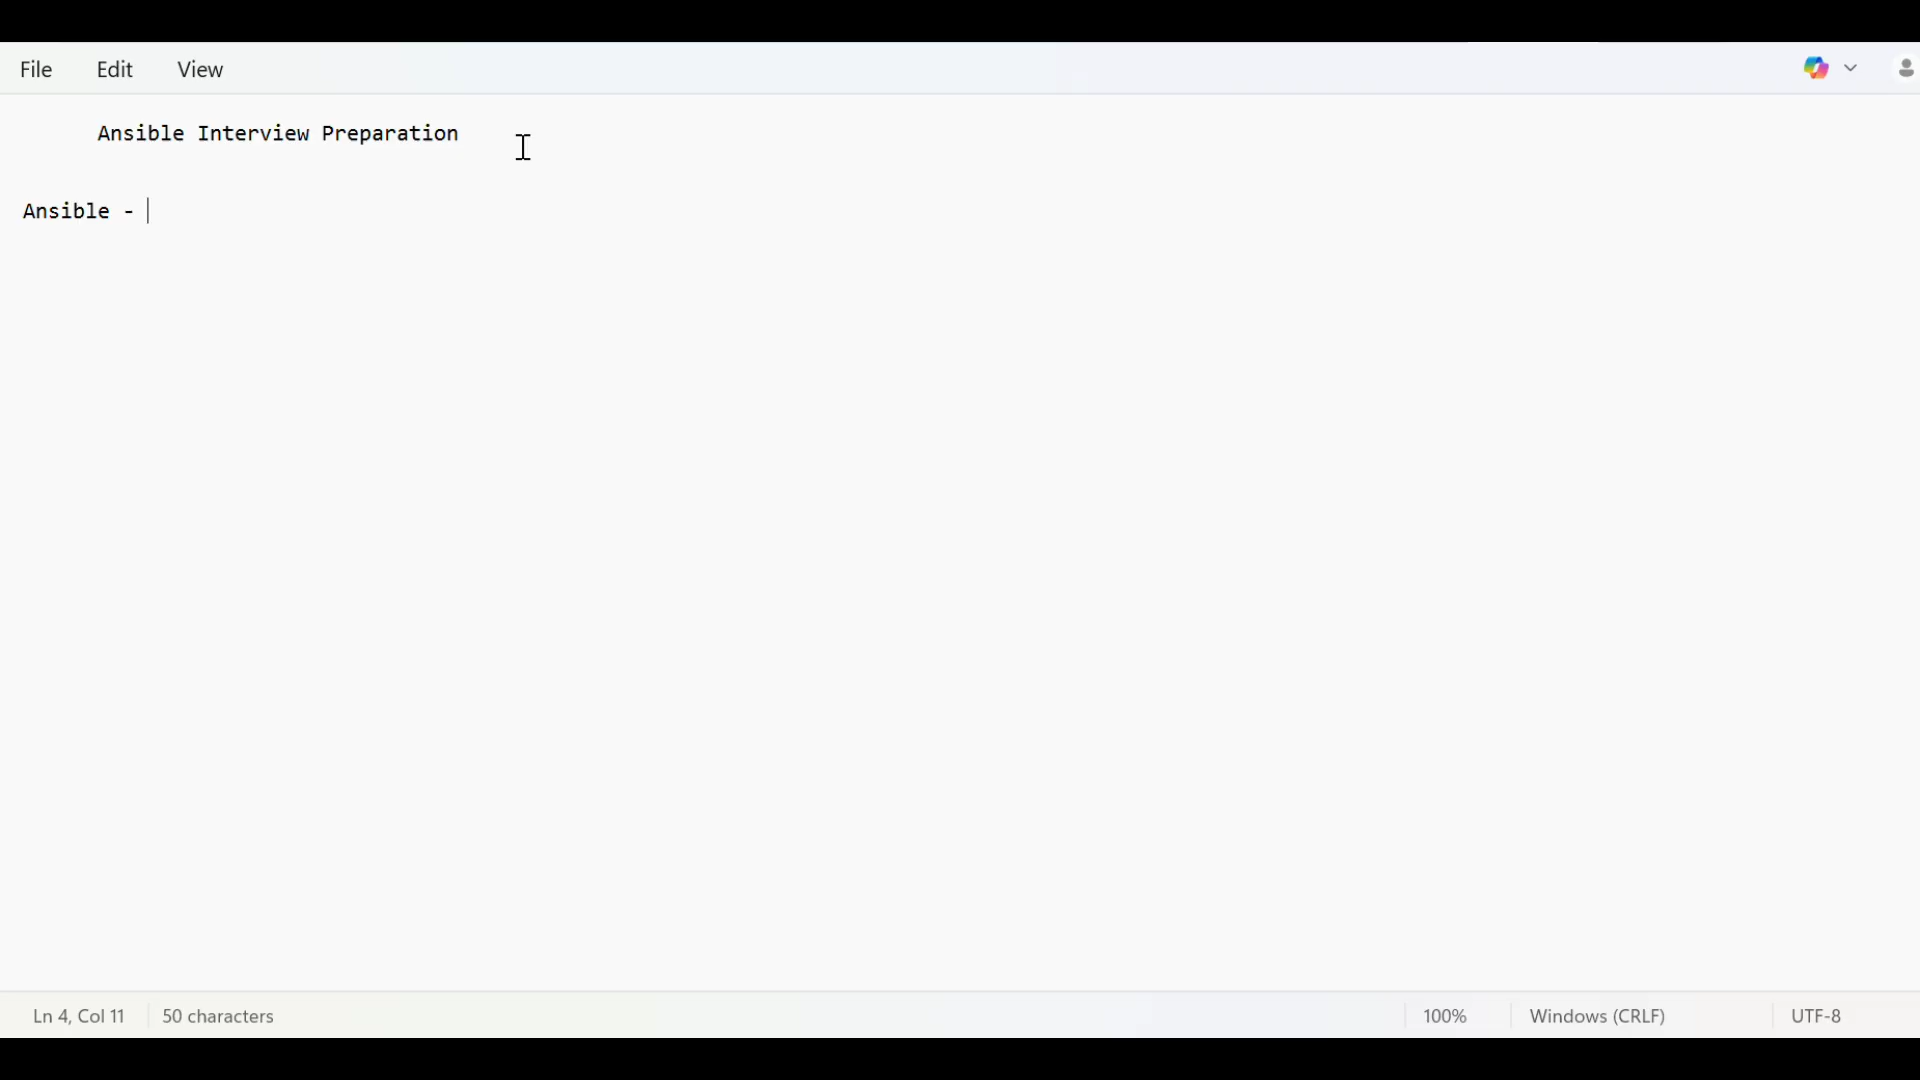 File Edit View
Ansible Interview Preparation
Ansible -
Ln 4, Col 11 50 characters 100% Windows (CRLF) UTF-8